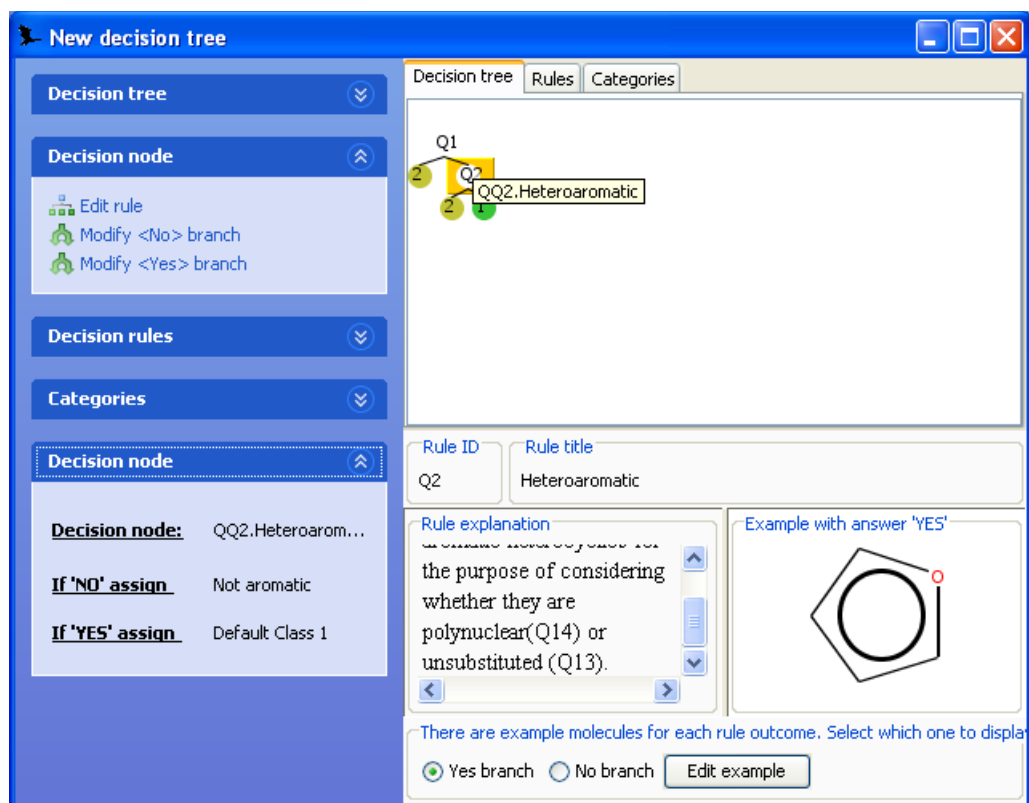 New decision tree
Decision tree
Decision node
Edit rule
Modify <No> branch
Modify <Yes> branch
Decision rules
Categories
Decision node
Decision node: QQ2.Heteroarom...
If 'NO' assign Not aromatic
If 'YES' assign Default Class 1
Decision tree Rules Categories
Q1
2 Q2
QQ2.Heteroaromatic
2 1
Rule ID
Q2
Rule title
Heteroaromatic
Rule explanation
aromatic heterocycles for
the purpose of considering
whether they are
polynuclear(Q14) or
unsubstituted (Q13).
Example with answer 'YES'
O
There are example molecules for each rule outcome. Select which one to displa
Yes branch No branch Edit example